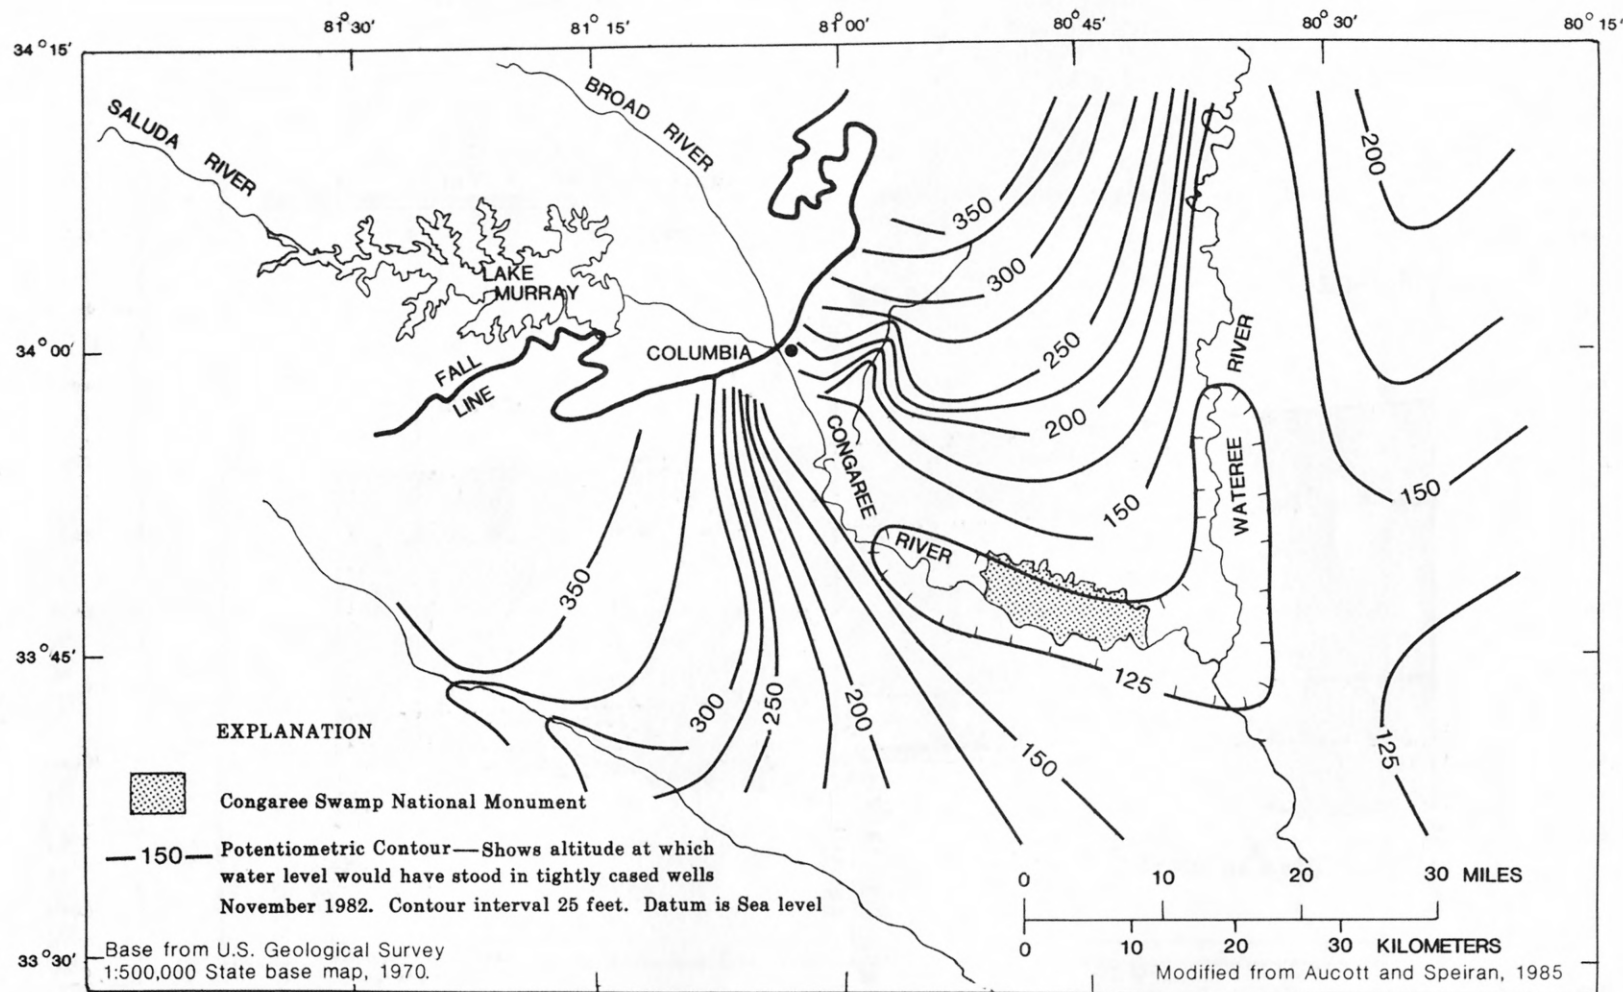 81°30' 81°15' 81°00' 80°45' 80°30' 80°15'
34°15'
SALUDA RIVER
BROAD RIVER
LAKE
MURRAY
350
300
200
34°00'
COLUMBIA
FALL
LINE
250
RIVER
200
CONGAREE
WATEREE
150
150
RIVER
350
33°45'
125
300
250
200
150
125
EXPLANATION
Congaree Swamp National Monument
150 Potentiometric Contour—Shows altitude at which
water level would have stood in tightly cased wells
November 1982. Contour interval 25 feet. Datum is Sea level
0 10 20 30 MILES
0 10 20 30 KILOMETERS
33°30'
Base from U.S. Geological Survey
1:500,000 State base map, 1970.
Modified from Aucott and Speiran, 1985